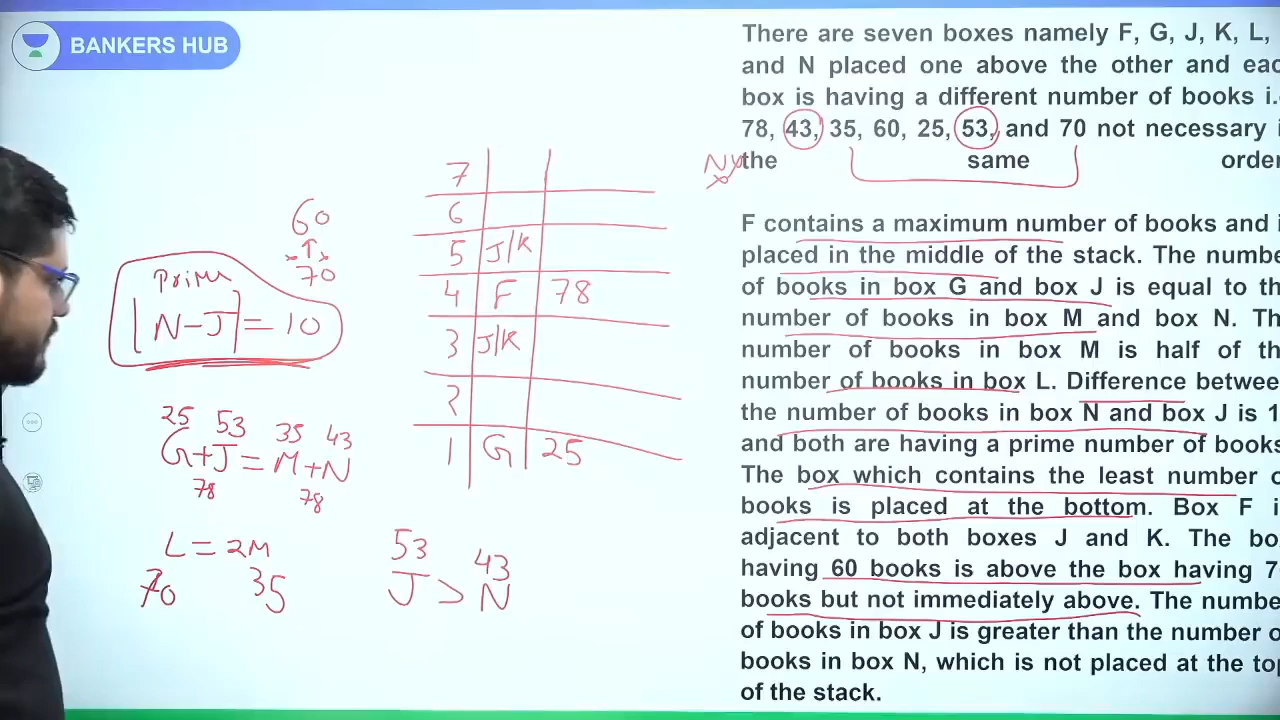 BANKERS HUB
There are seven boxes namely F, G, J, K, L,
and N placed one above the other and eac
box is having a different number of books i.
78, 43, 35, 60, 25, 53, and 70 not necessary i
the same order
F contains a maximum number of books and i
placed in the middle of the stack. The numbe
of books in box G and box J is equal to th
number of books in box M and box N. Th
number of books in box M is half of th
number of books in box L. Difference betwee
the number of books in box N and box J is 1
and both are having a prime number of books
The box which contains the least number o
books is placed at the bottom. Box F i
adjacent to both boxes J and K. The bo
having 60 books is above the box having 7
books but not immediately above. The numbe
of books in box J is greater than the number o
books in box N, which is not placed at the top
of the stack.
60
↑
70
Prime
|N-J| = 10
25 53 35 43
G+J = M+N
78 78
L = 2M
70 35
53 43
J > N
7
6
5 J/K
4 F 78
3 J/K
2
1 G 25